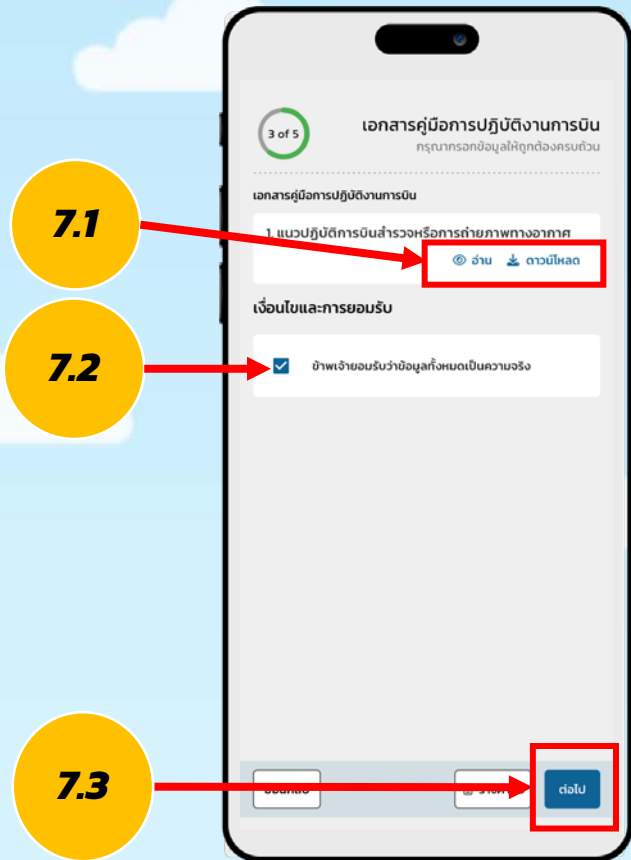 3 of 5
เอกสารคู่มือการปฏิบัติงานการบิน
กรุณากรอกข้อมูลให้ถูกต้องครบถ้วน
เอกสารคู่มือการปฏิบัติงานการบิน
7.1
1. แนวปฏิบัติการบินสำรวจหรือการถ่ายภาพทางอากาศ
อ่าน ดาวน์โหลด
เงื่อนไขและการยอมรับ
7.2
ข้าพเจ้ายอมรับว่าข้อมูลทั้งหมดเป็นความจริง
7.3
ต่อไป